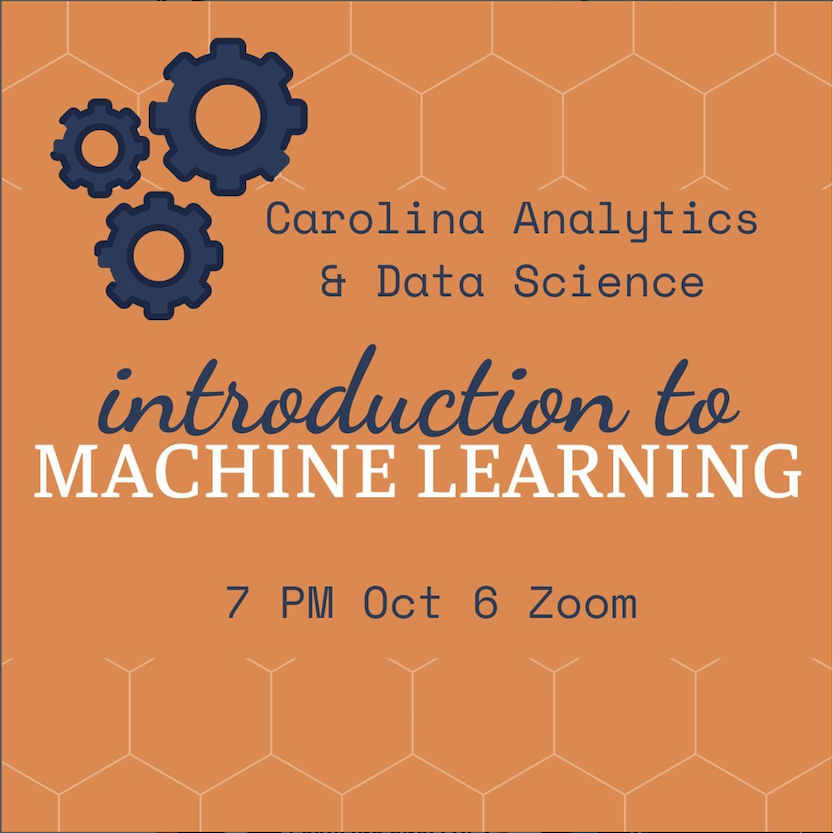 Carolina Analytics
& Data Science
introduction to
MACHINE LEARNING
7 PM Oct 6 Zoom